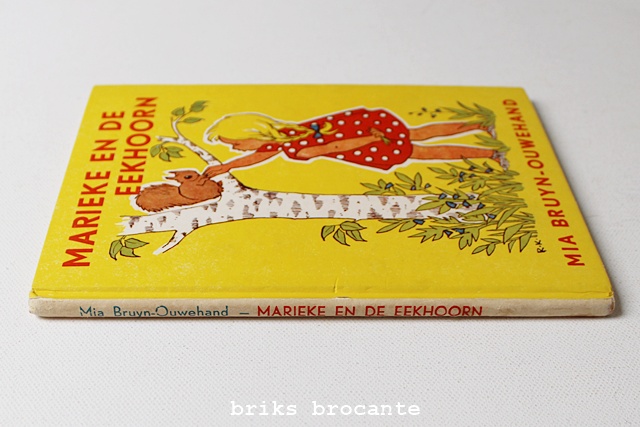 MARIEKE EN DE
EEKHOORN
MIA BRUYN-OUWEHAND
R.K.
Mia Bruyn-Ouwehand — MARIEKE EN DE EEKHOORN
briks brocante